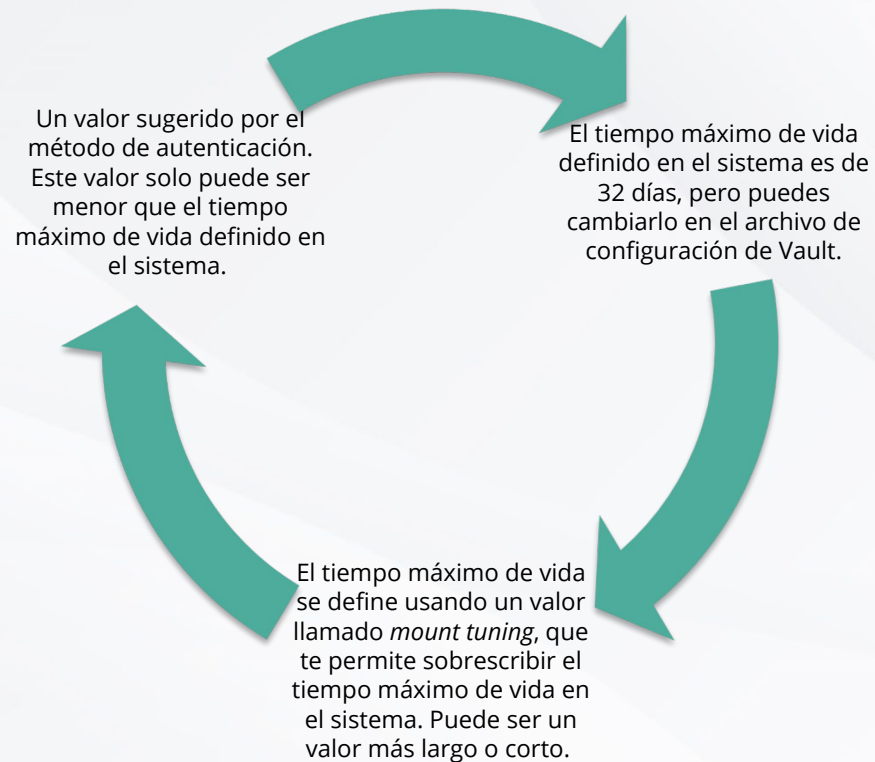 Un valor sugerido por el
método de autenticación.
Este valor solo puede ser
menor que el tiempo
máximo de vida definido en
el sistema.
El tiempo máximo de vida
definido en el sistema es de
32 días, pero puedes
cambiarlo en el archivo de
configuración de Vault.
El tiempo máximo de vida
se define usando un valor
llamado mount tuning, que
te permite sobrescribir el
tiempo máximo de vida en
el sistema. Puede ser un
valor más largo o corto.